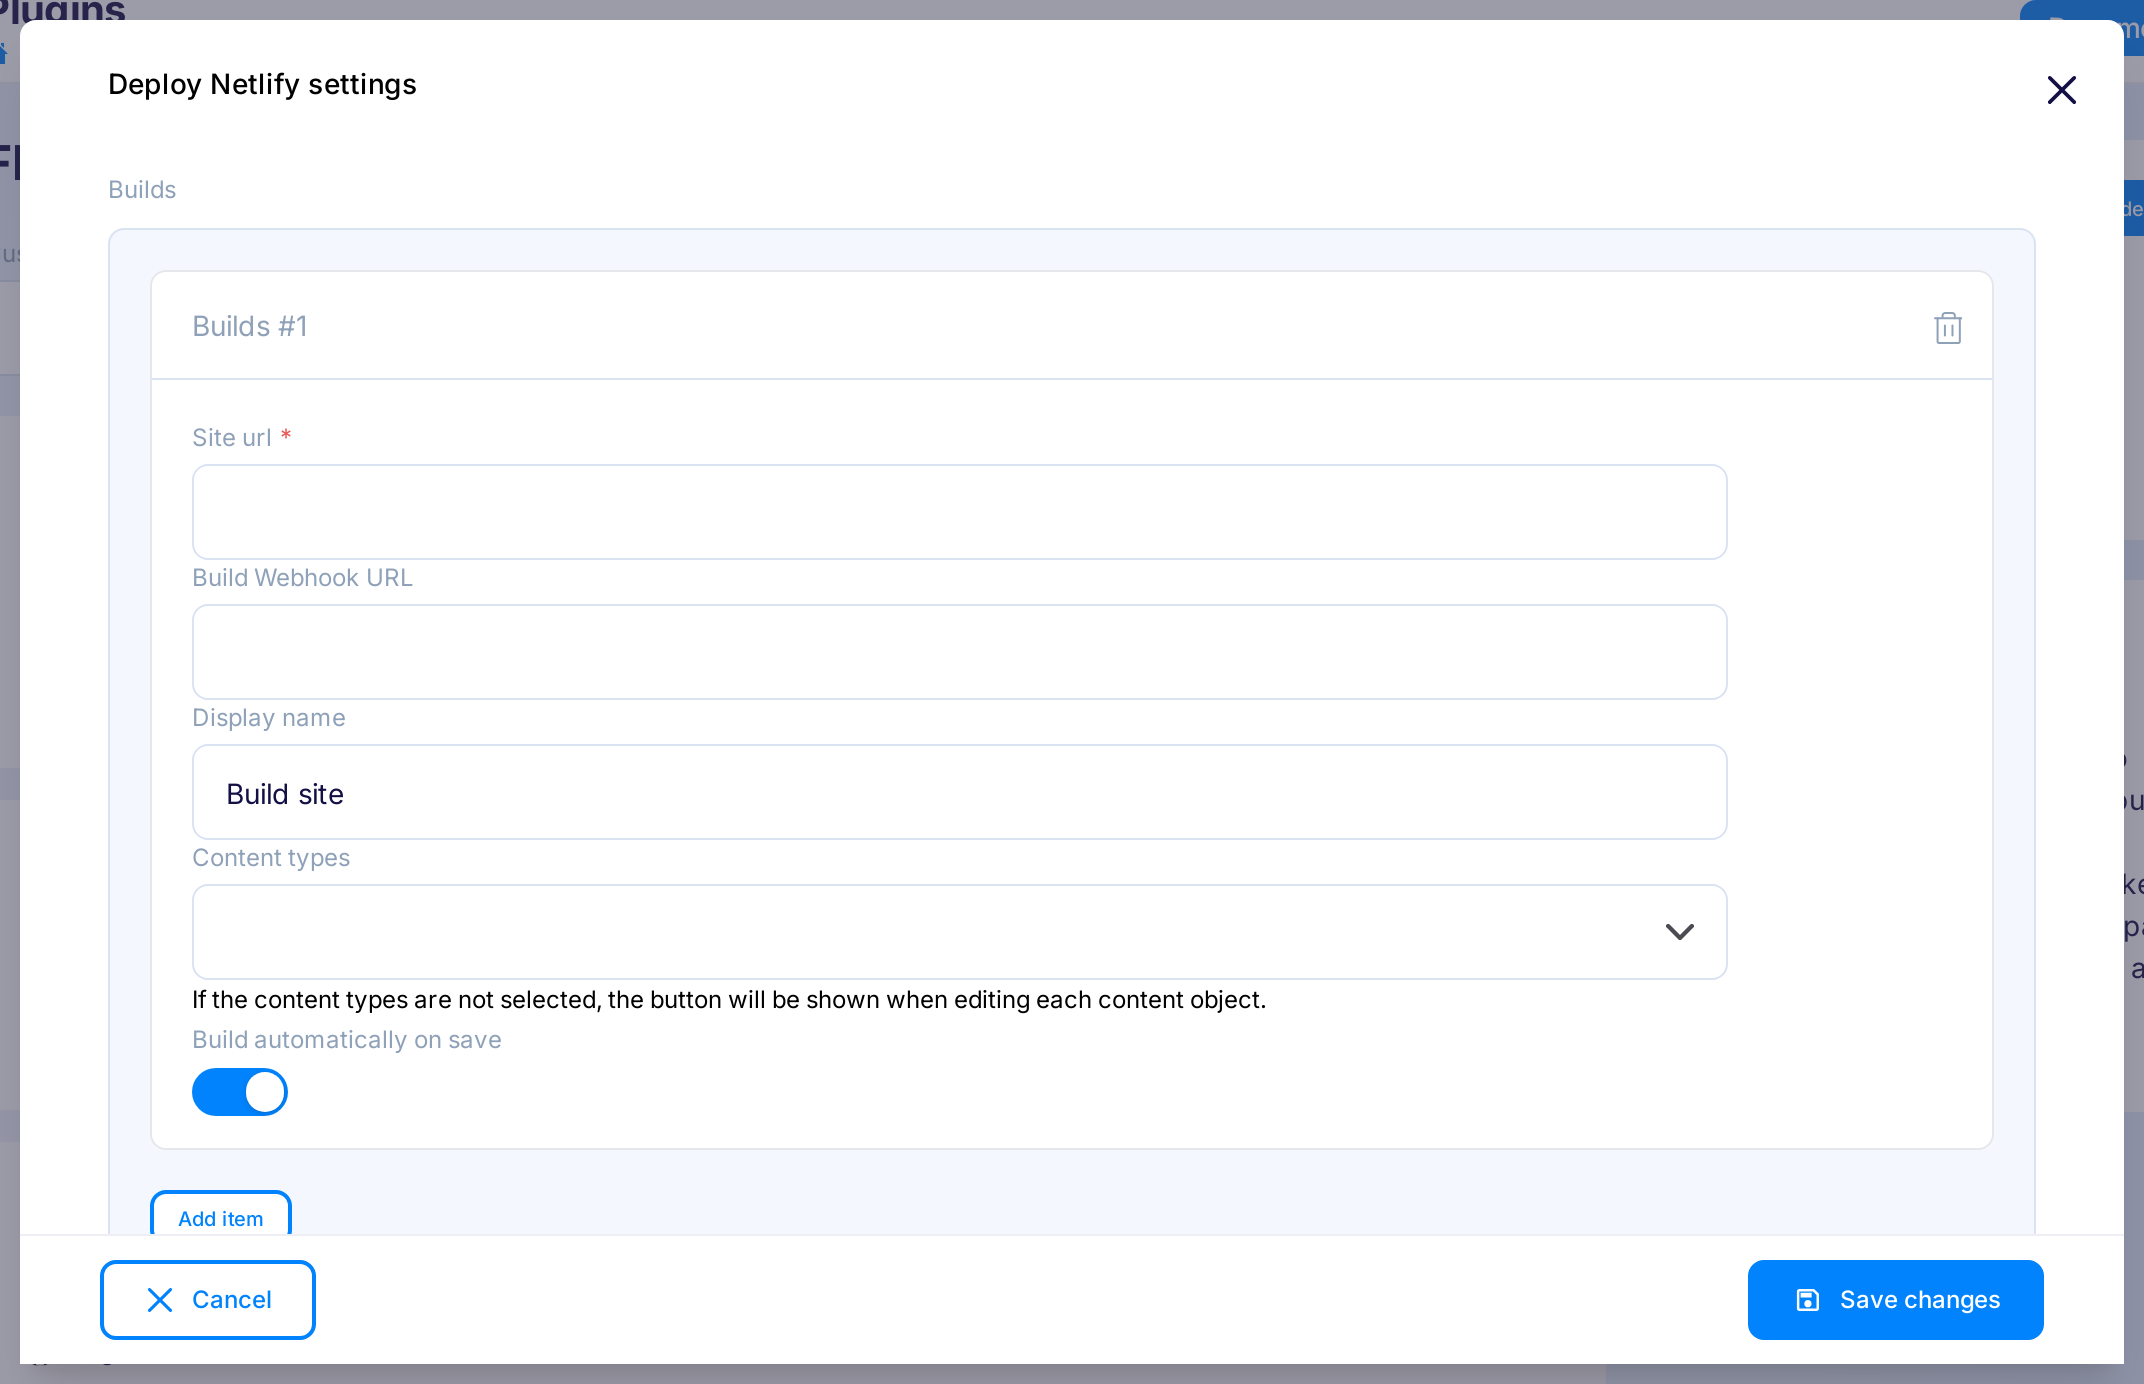 Plugins
Deploy Netlify settings
Builds
Builds #1
Site url *
Build Webhook URL
Display name
Build site
Content types
If the content types are not selected, the button will be shown when editing each content object.
Build automatically on save
Add item
Cancel
Save changes